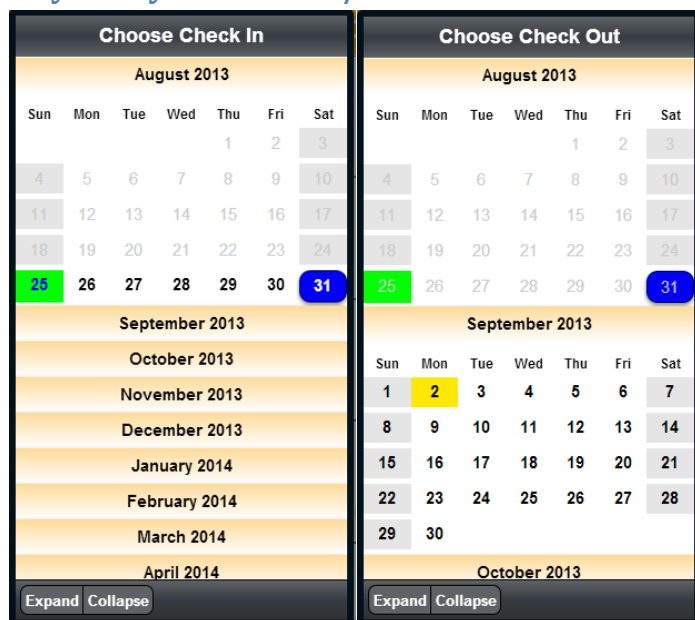 Choose Check In
August 2013
Sun Mon Tue Wed Thu Fri Sat
1 2 3
4 5 6 7 8 9 10
11 12 13 14 15 16 17
18 19 20 21 22 23 24
25 26 27 28 29 30 31
September 2013
October 2013
November 2013
December 2013
January 2014
February 2014
March 2014
April 2014
Expand Collapse
Choose Check Out
August 2013
Sun Mon Tue Wed Thu Fri Sat
1 2 3
4 5 6 7 8 9 10
11 12 13 14 15 16 17
18 19 20 21 22 23 24
25 26 27 28 29 30 31
September 2013
Sun Mon Tue Wed Thu Fri Sat
1 2 3 4 5 6 7
8 9 10 11 12 13 14
15 16 17 18 19 20 21
22 23 24 25 26 27 28
29 30
October 2013
Expand Collapse